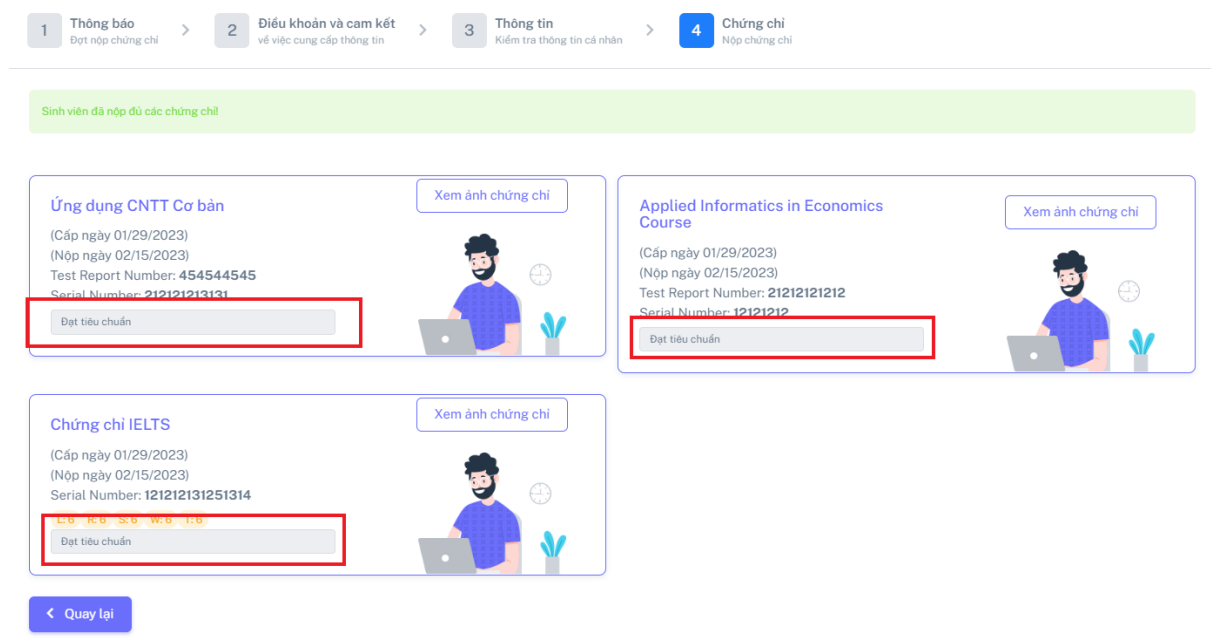 1 Thông báo
Đợt nộp chứng chỉ
2 Điều khoản và cam kết
về việc cung cấp thông tin
3 Thông tin
Kiểm tra thông tin cá nhân
4 Chứng chỉ
Nộp chứng chỉ
Sinh viên đã nộp đủ các chứng chỉ!
Ứng dụng CNTT Cơ bản
Xem ảnh chứng chỉ
(Cấp ngày 01/29/2023)
(Nộp ngày 02/15/2023)
Test Report Number: 454544545
Serial Number: 212121213131
Đạt tiêu chuẩn
Applied Informatics in Economics
Course
Xem ảnh chứng chỉ
(Cấp ngày 01/29/2023)
(Nộp ngày 02/15/2023)
Test Report Number: 21212121212
Serial Number: 12121212
Đạt tiêu chuẩn
Chứng chỉ IELTS
Xem ảnh chứng chỉ
(Cấp ngày 01/29/2023)
(Nộp ngày 02/15/2023)
Serial Number: 121212131251314
L: 6 R: 6 S: 6 W: 6 T: 6
Đạt tiêu chuẩn
Quay lại